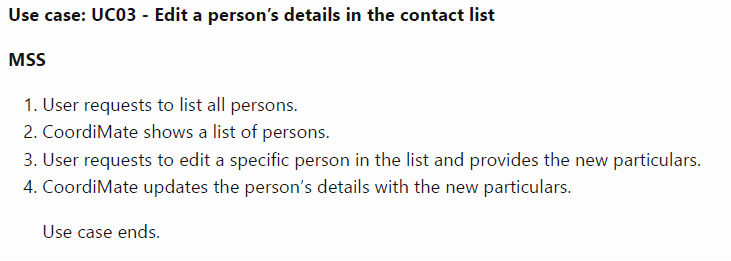 Use case: UC03 - Edit a person’s details in the contact list
MSS
1. User requests to list all persons.
2. CoordiMate shows a list of persons.
3. User requests to edit a specific person in the list and provides the new particulars.
4. CoordiMate updates the person’s details with the new particulars.
Use case ends.